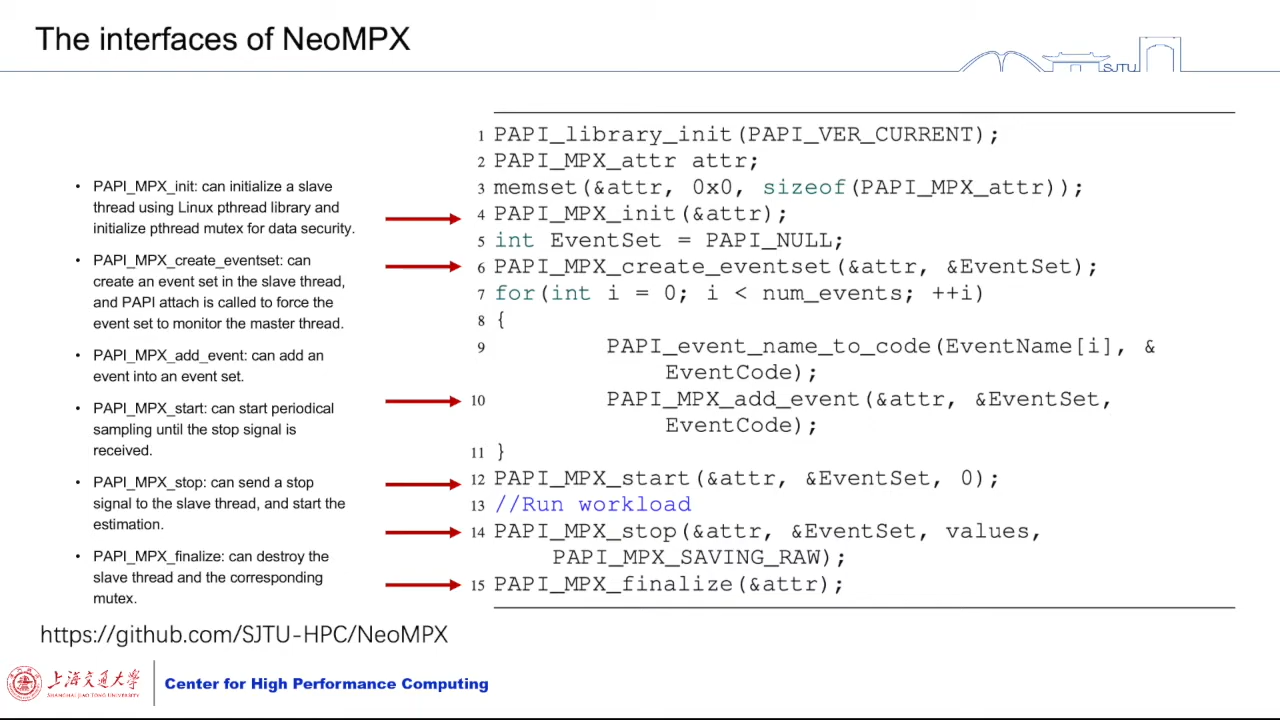 The interfaces of NeoMPX
SJTU
• PAPI_MPX_init: can initialize a slave
thread using Linux pthread library and
initialize pthread mutex for data security.
• PAPI_MPX_create_eventset: can
create an event set in the slave thread,
and PAPI attach is called to force the
event set to monitor the master thread.
• PAPI_MPX_add_event: can add an
event into an event set.
• PAPI_MPX_start: can start periodical
sampling until the stop signal is
received.
• PAPI_MPX_stop: can send a stop
signal to the slave thread, and start the
estimation.
• PAPI_MPX_finalize: can destroy the
slave thread and the corresponding
mutex.
1 PAPI_library_init(PAPI_VER_CURRENT);
2 PAPI_MPX_attr attr;
3 memset(&attr, 0x0, sizeof(PAPI_MPX_attr));
4 PAPI_MPX_init(&attr);
5 int EventSet = PAPI_NULL;
6 PAPI_MPX_create_eventset(&attr, &EventSet);
7 for(int i = 0; i < num_events; ++i)
8 {
9 PAPI_event_name_to_code(EventName[i], &
EventCode);
10 PAPI_MPX_add_event(&attr, &EventSet,
EventCode);
11 }
12 PAPI_MPX_start(&attr, &EventSet, 0);
13 //Run workload
14 PAPI_MPX_stop(&attr, &EventSet, values,
PAPI_MPX_SAVING_RAW);
15 PAPI_MPX_finalize(&attr);
https://github.com/SJTU-HPC/NeoMPX
上海交通大学
SHANGHAI JIAO TONG UNIVERSITY
Center for High Performance Computing